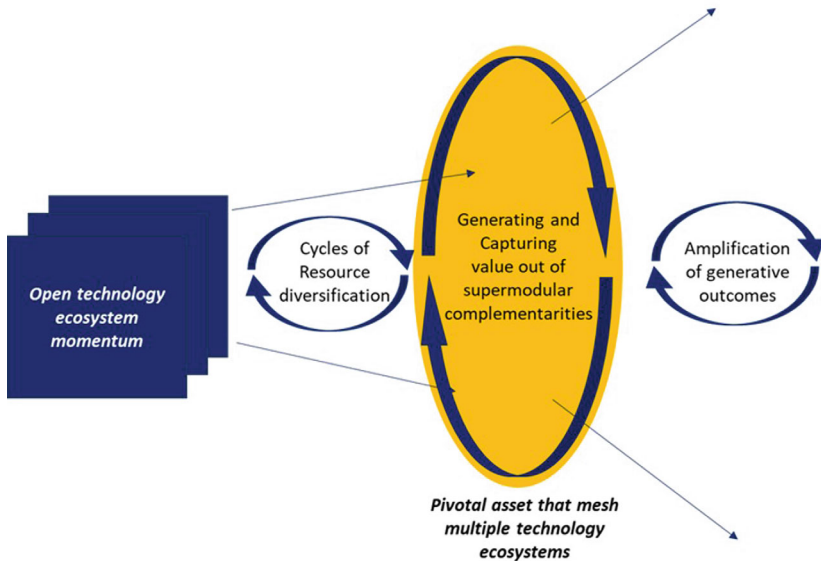 Open technology
ecosystem
momentum
Cycles of
Resource
diversification
Generating and
Capturing
value out of
supermodular
complementarities
Amplification
of generative
outcomes
Pivotal asset that mesh
multiple technology
ecosystems